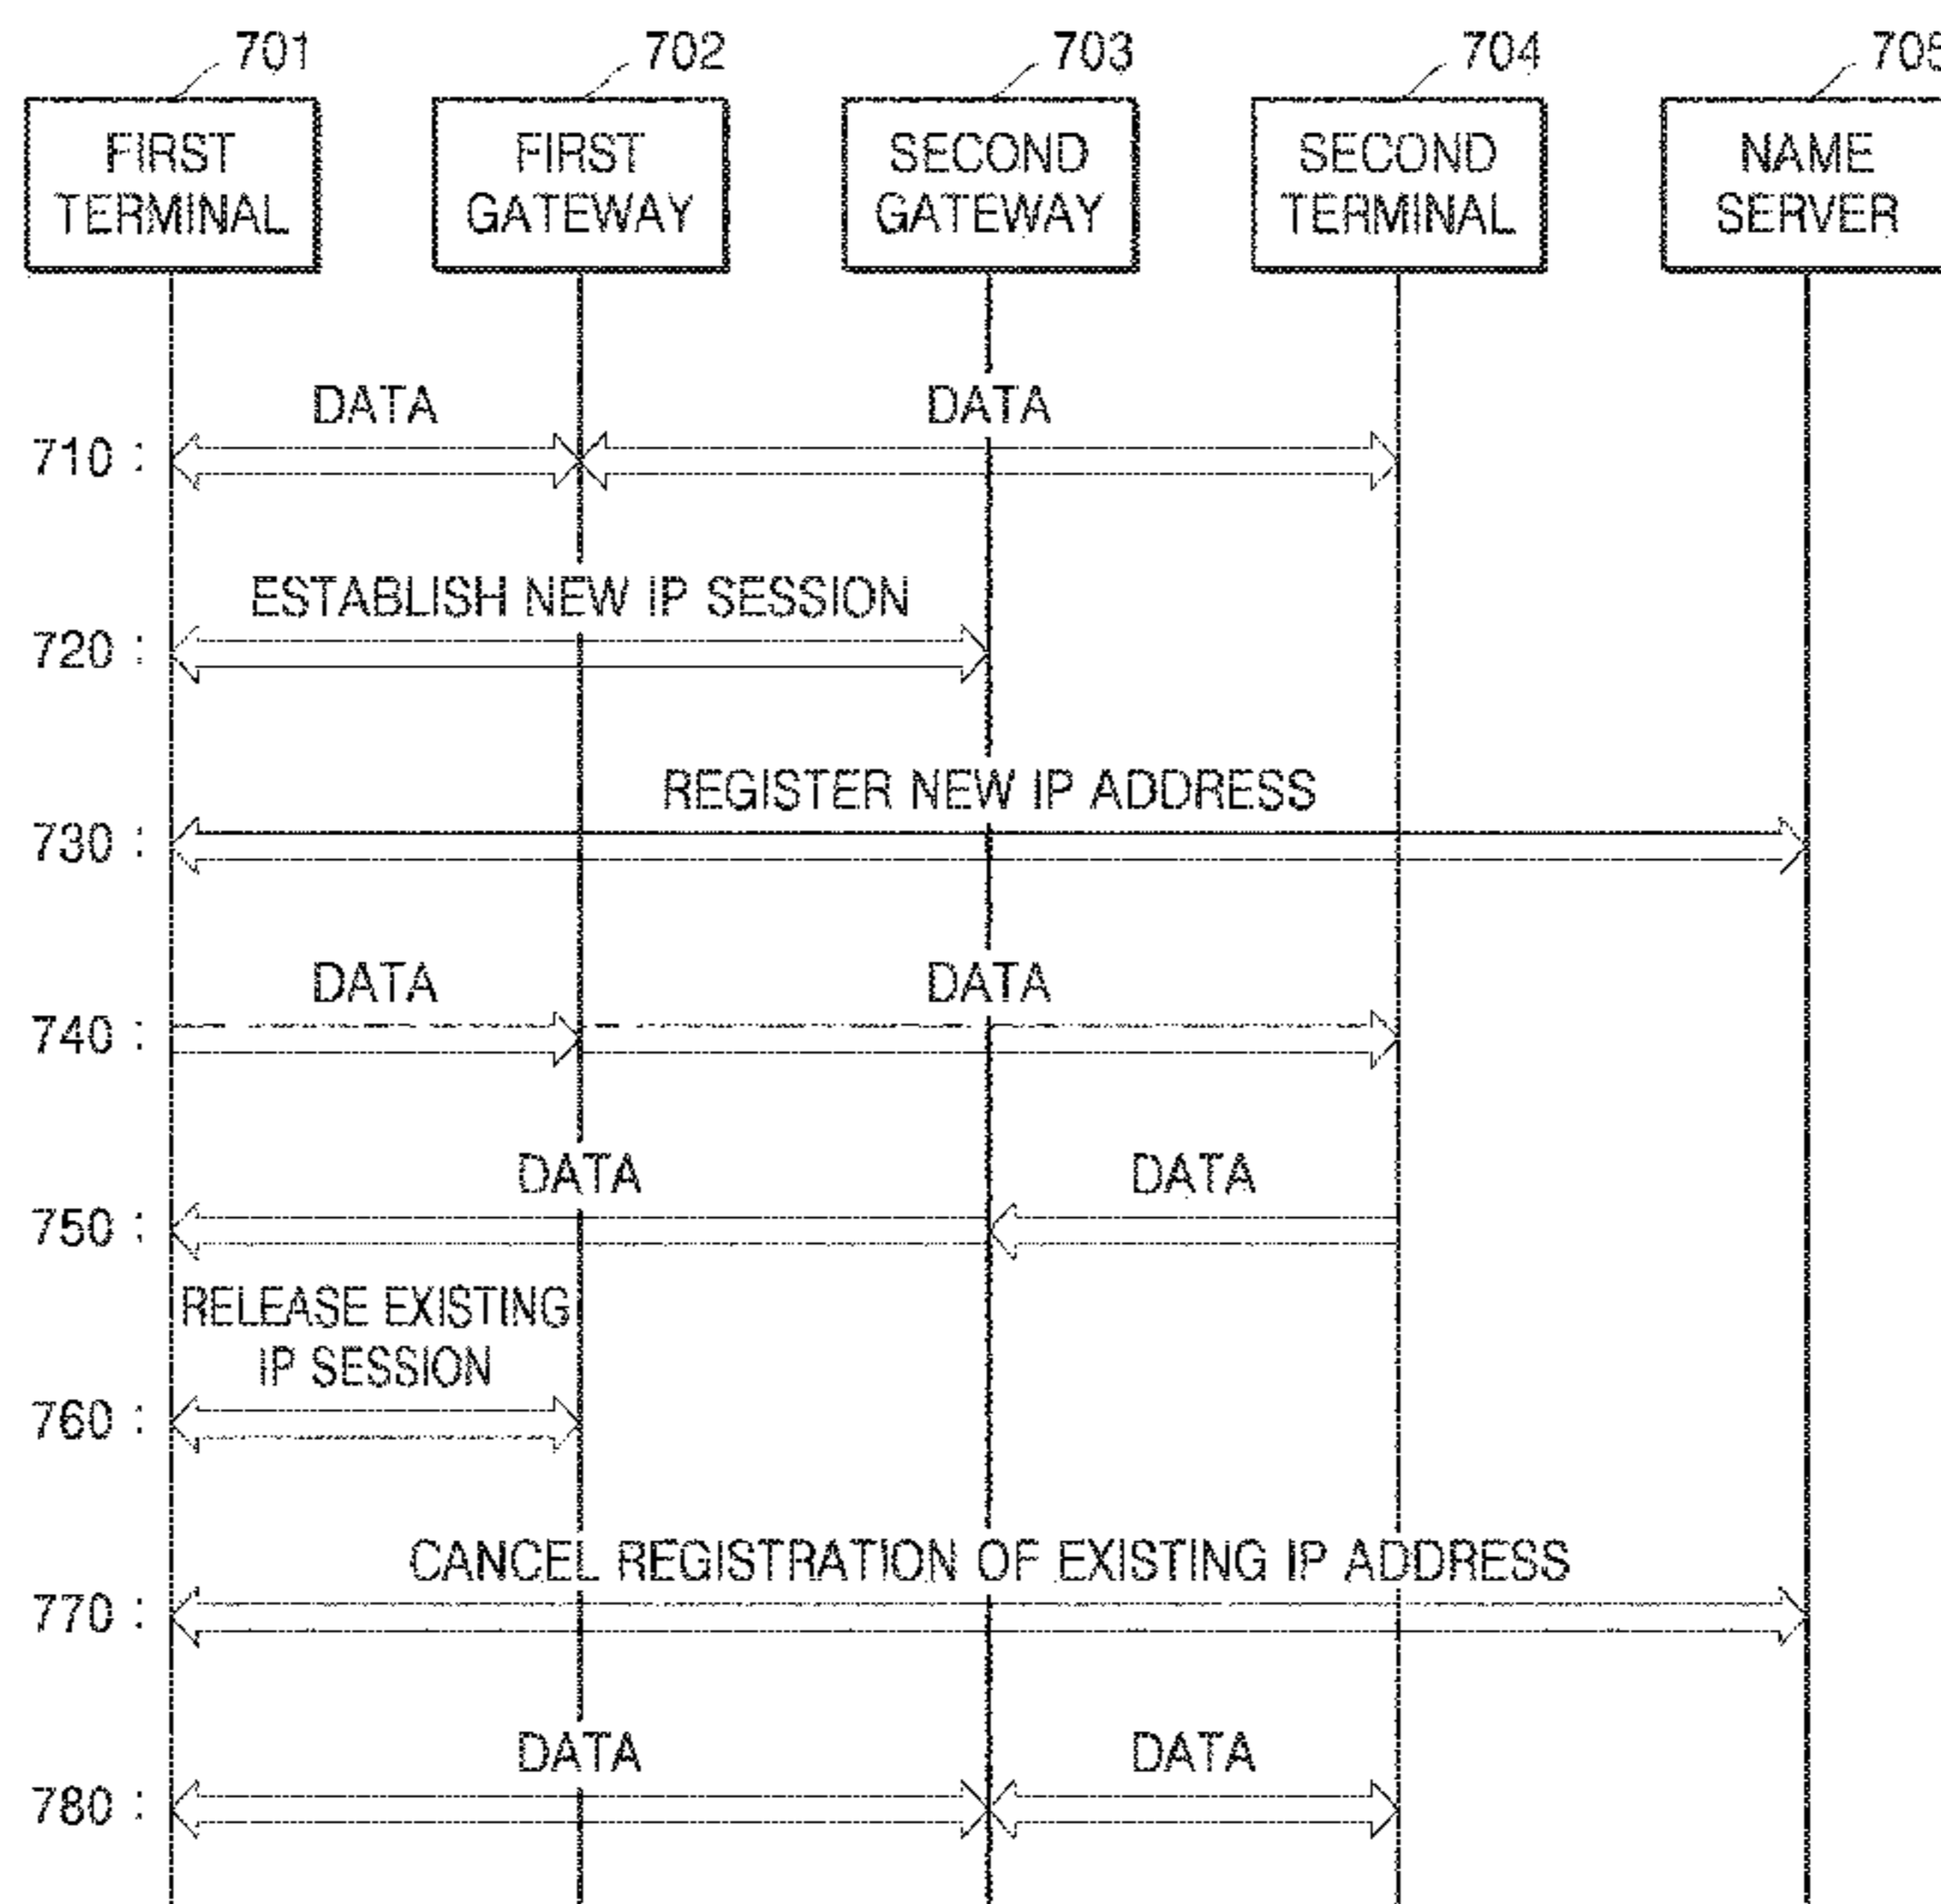 701 702 703 704 705
FIRST TERMINAL
FIRST GATEWAY
SECOND GATEWAY
SECOND TERMINAL
NAME SERVER
DATA DATA
710 :
ESTABLISH NEW IP SESSION
720 :
REGISTER NEW IP ADDRESS
730 :
DATA DATA
740 :
DATA DATA
750 :
RELEASE EXISTING
IP SESSION
760 :
CANCEL REGISTRATION OF EXISTING IP ADDRESS
770 :
DATA DATA
780 :